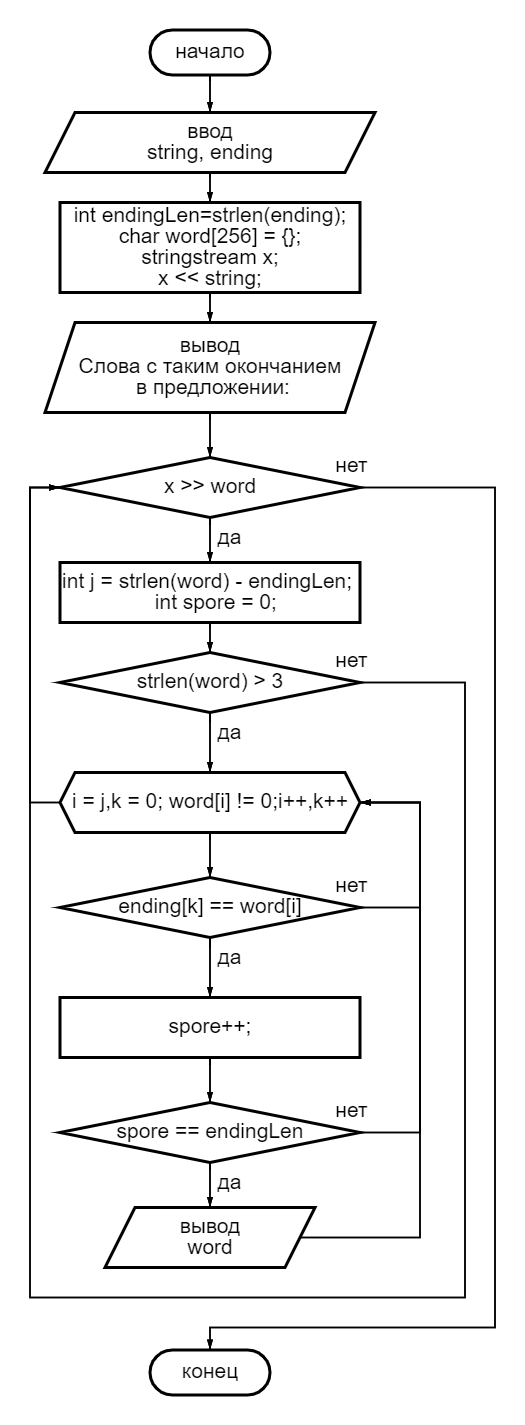 начало
ввод
string, ending
int endingLen=strlen(ending);
char word[256] = {};
stringstream x;
x << string;
вывод
Слова с таким окончанием
в предложении:
x >> word
нет
да
int j = strlen(word) - endingLen;
int spore = 0;
нет
strlen(word) > 3
да
i = j,k = 0; word[i] != 0;i++,k++
нет
ending[k] == word[i]
да
spore++;
нет
spore == endingLen
да
вывод
word
конец